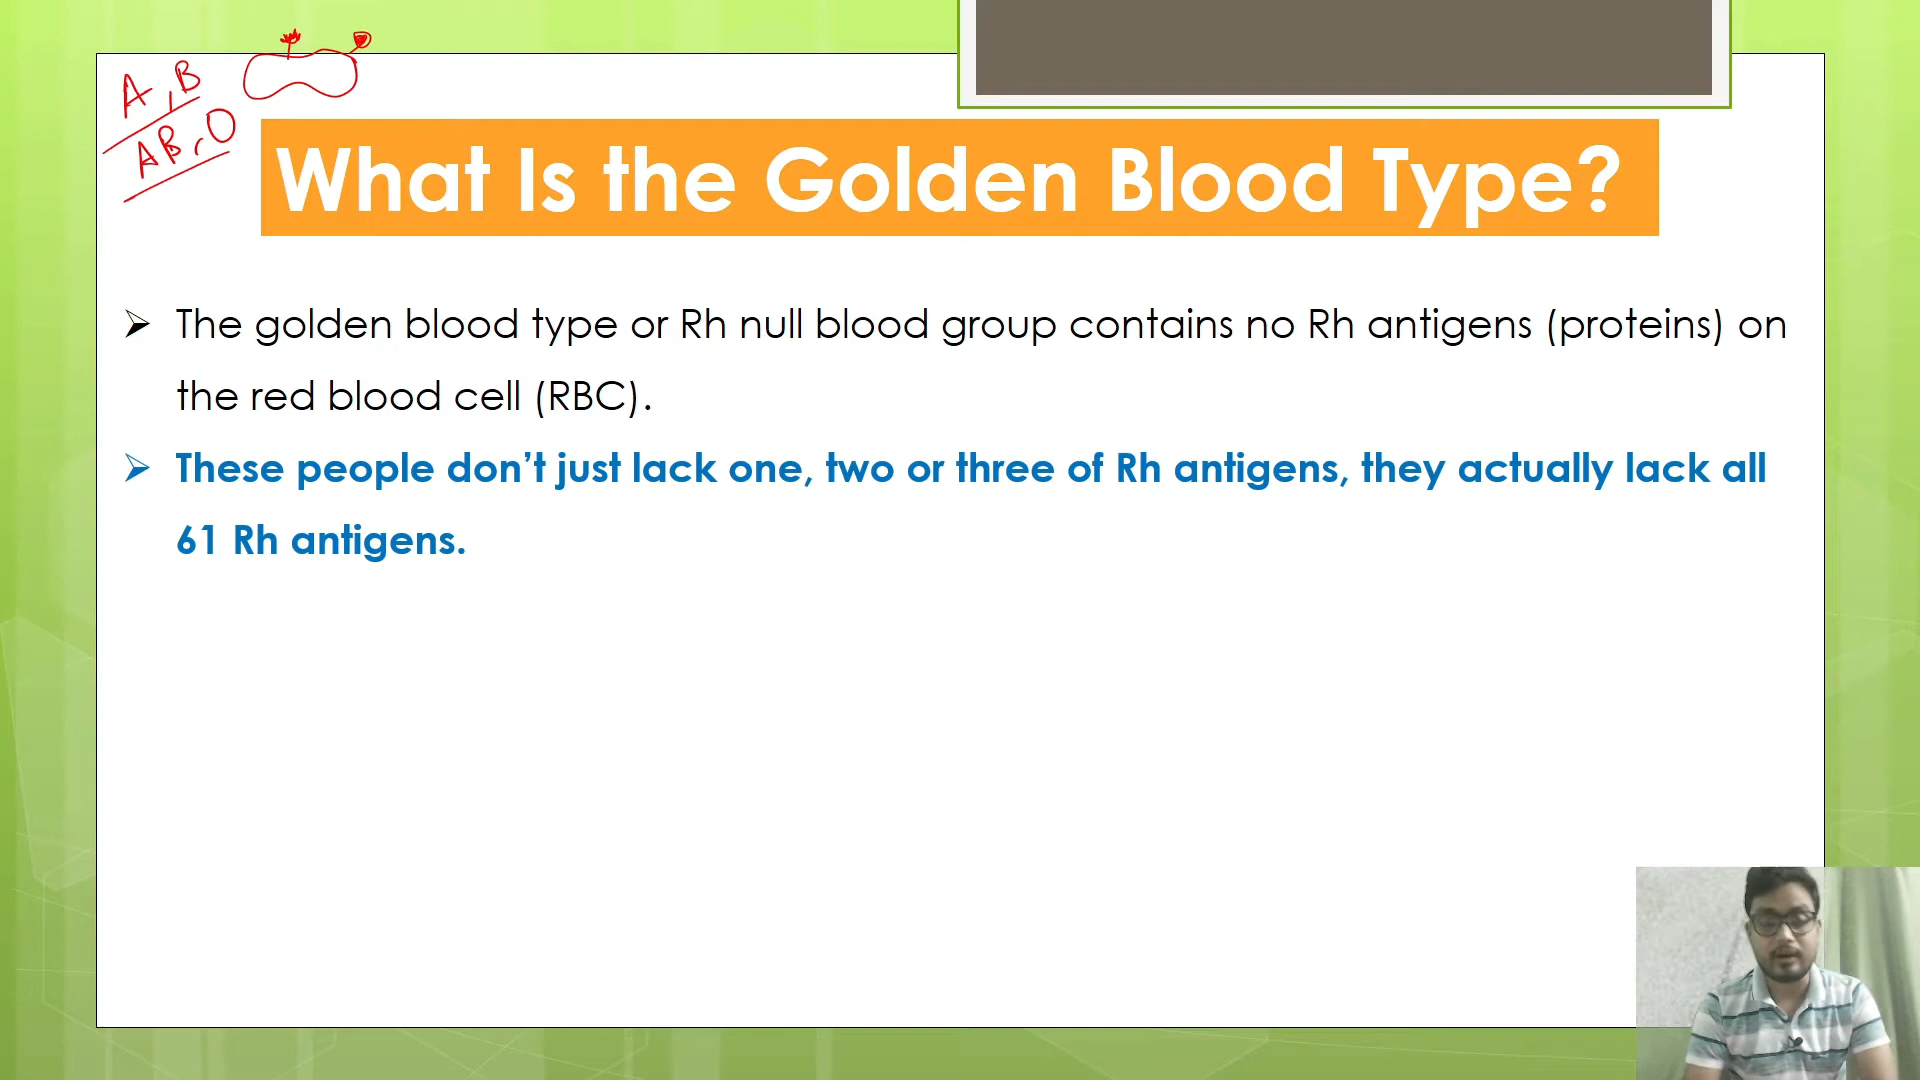 A, B
AB, O
What Is the Golden Blood Type?
➢ The golden blood type or Rh null blood group contains no Rh antigens (proteins) on
the red blood cell (RBC).
➢ These people don’t just lack one, two or three of Rh antigens, they actually lack all
61 Rh antigens.